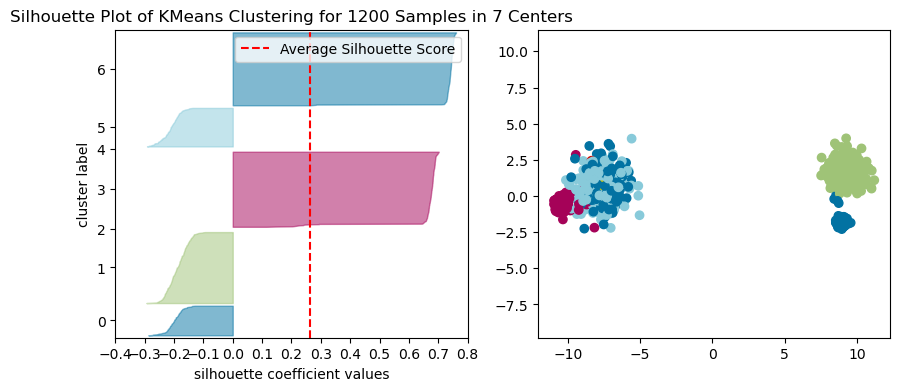 Silhouette Plot of KMeans Clustering for 1200 Samples in 7 Centers
Average Silhouette Score
cluster label
6
5
4
3
2
1
0
-0.4 -0.3 -0.2 -0.1 0.0 0.1 0.2 0.3 0.4 0.5 0.6 0.7 0.8
silhouette coefficient values
10.0
7.5
5.0
2.5
0.0
−2.5
−5.0
−7.5
−10 −5 0 5 10